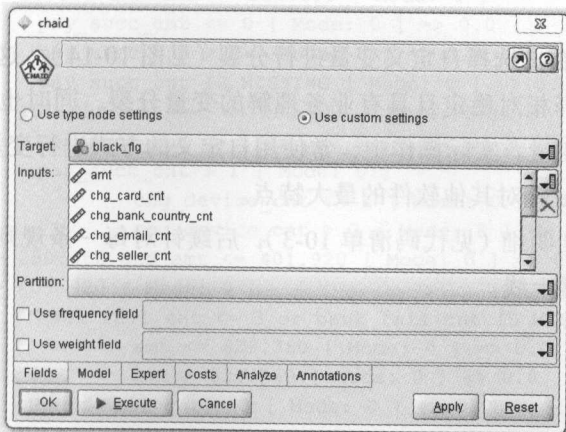 chaid
CHAID
Use type node settings
Use custom settings
Target:
black_flg
Inputs:
amt
chg_card_cnt
chg_bank_country_cnt
chg_email_cnt
chg_seller_cnt
Partition:
Use frequency field
Use weight field
Fields Model Expert Costs Analyze Annotations
OK Execute Cancel Apply Reset